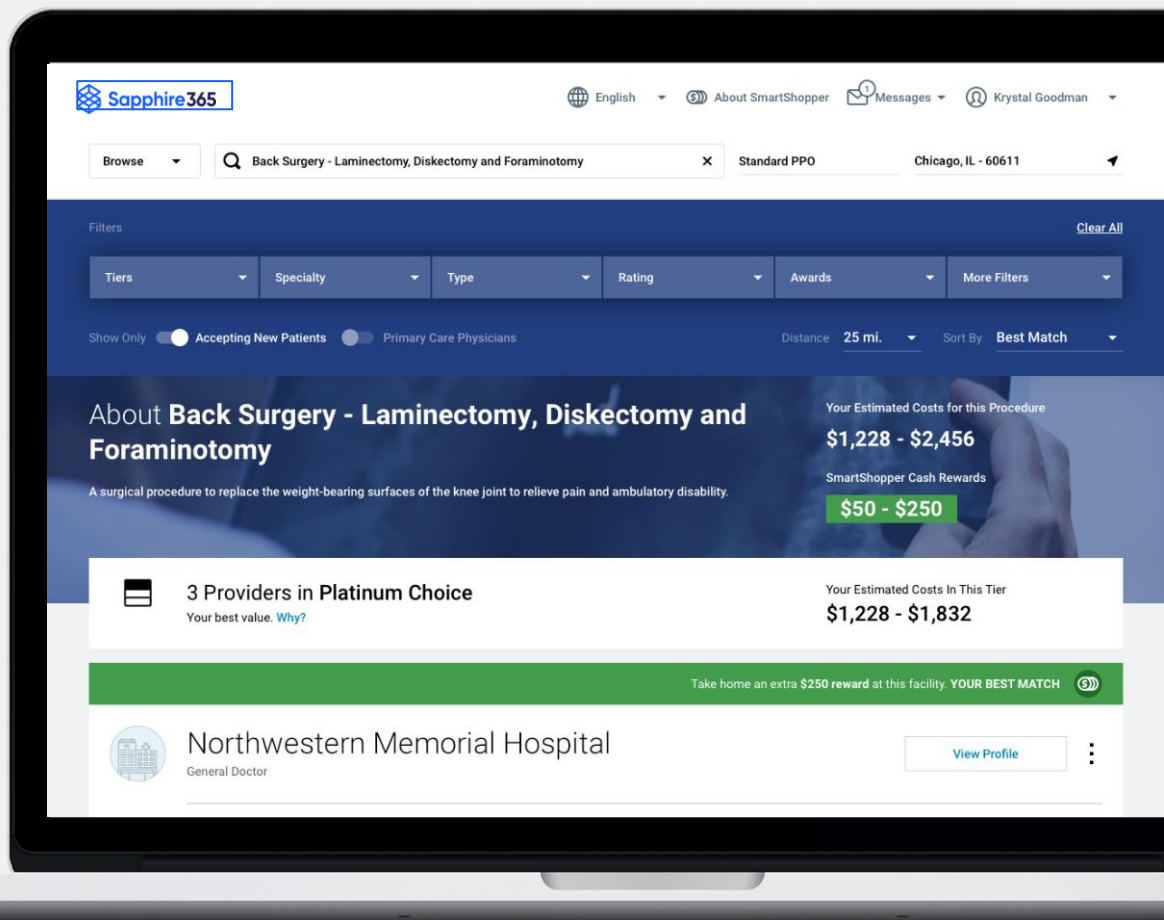 Sapphire365
English
About SmartShopper
1
Messages
Krystal Goodman
Browse
Back Surgery - Laminectomy, Diskectomy and Foraminotomy
Standard PPO
Chicago, IL - 60611
Filters
Clear All
Tiers
Specialty
Type
Rating
Awards
More Filters
Show Only
Accepting New Patients
Primary Care Physicians
Distance
25 mi.
Sort By
Best Match
About Back Surgery - Laminectomy, Diskectomy and
Foraminotomy
A surgical procedure to replace the weight-bearing surfaces of the knee joint to relieve pain and ambulatory disability.
Your Estimated Costs for this Procedure
$1,228 - $2,456
SmartShopper Cash Rewards
$50 - $250
3 Providers in Platinum Choice
Your best value. Why?
Your Estimated Costs In This Tier
$1,228 - $1,832
Take home an extra $250 reward at this facility. YOUR BEST MATCH
Northwestern Memorial Hospital
General Doctor
View Profile